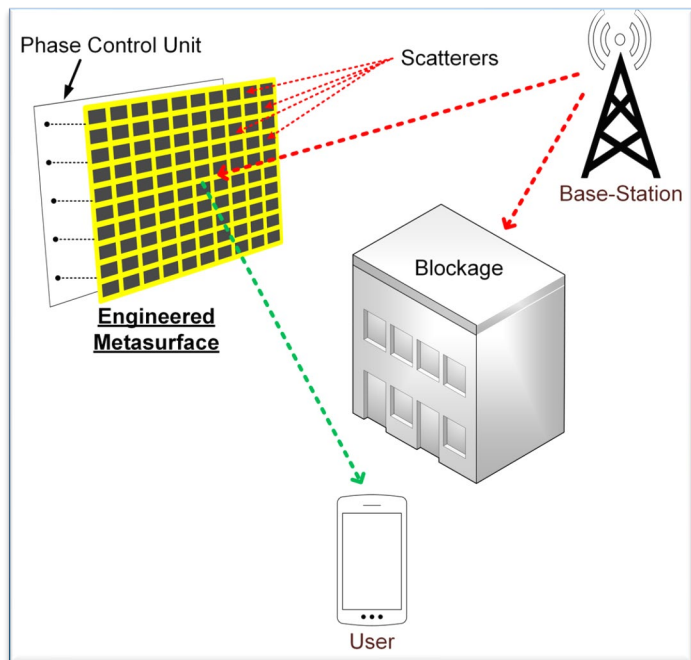 Phase Control Unit
Scatterers
Base-Station
Blockage
Engineered
Metasurface
User